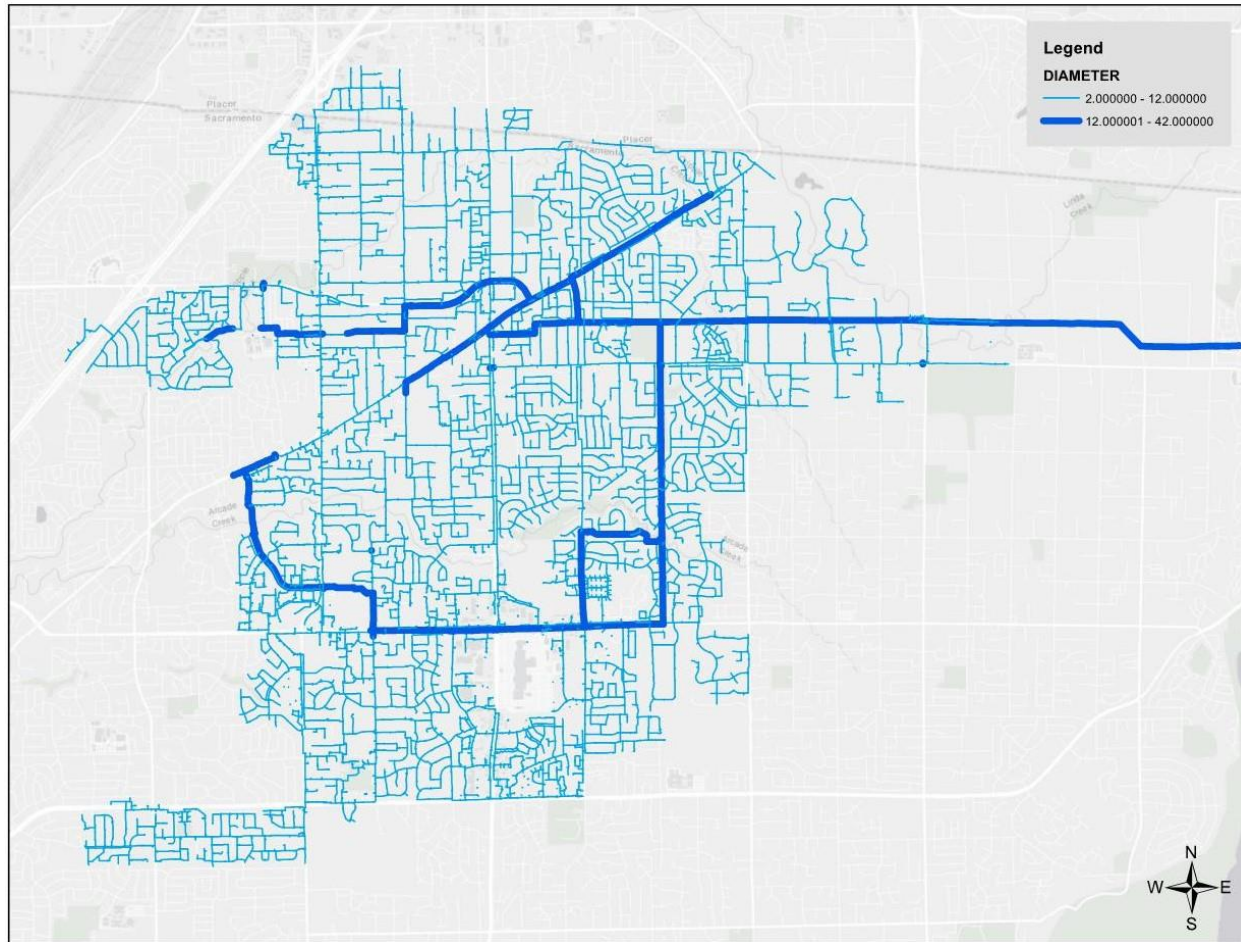 Legend
DIAMETER
2.000000 - 12.000000
12.000001 - 42.000000
Placer
Sacramento
Placer
Sacramento
Linda
Creek
Arcade
Creek
Arcade
Creek
N
W
E
S